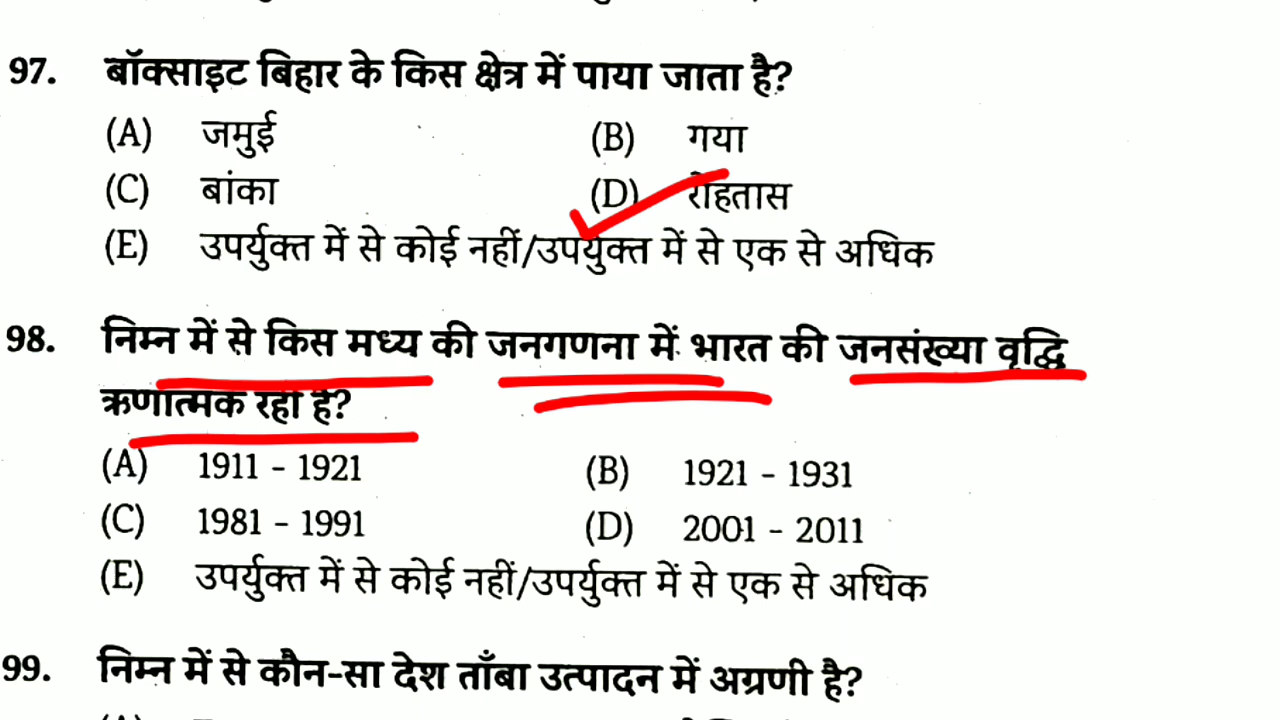 97. बॉक्साइट बिहार के किस क्षेत्र में पाया जाता है?
(A) जमुई (B) गया
(C) बांका (D) रोहतास
(E) उपर्युक्त में से कोई नहीं/उपर्युक्त में से एक से अधिक
98. निम्न में से किस मध्य की जनगणना में भारत की जनसंख्या वृद्धि
ऋणात्मक रहा है?
(A) 1911 - 1921 (B) 1921 - 1931
(C) 1981 - 1991 (D) 2001 - 2011
(E) उपर्युक्त में से कोई नहीं/उपर्युक्त में से एक से अधिक
99. निम्न में से कौन-सा देश ताँबा उत्पादन में अग्रणी है?